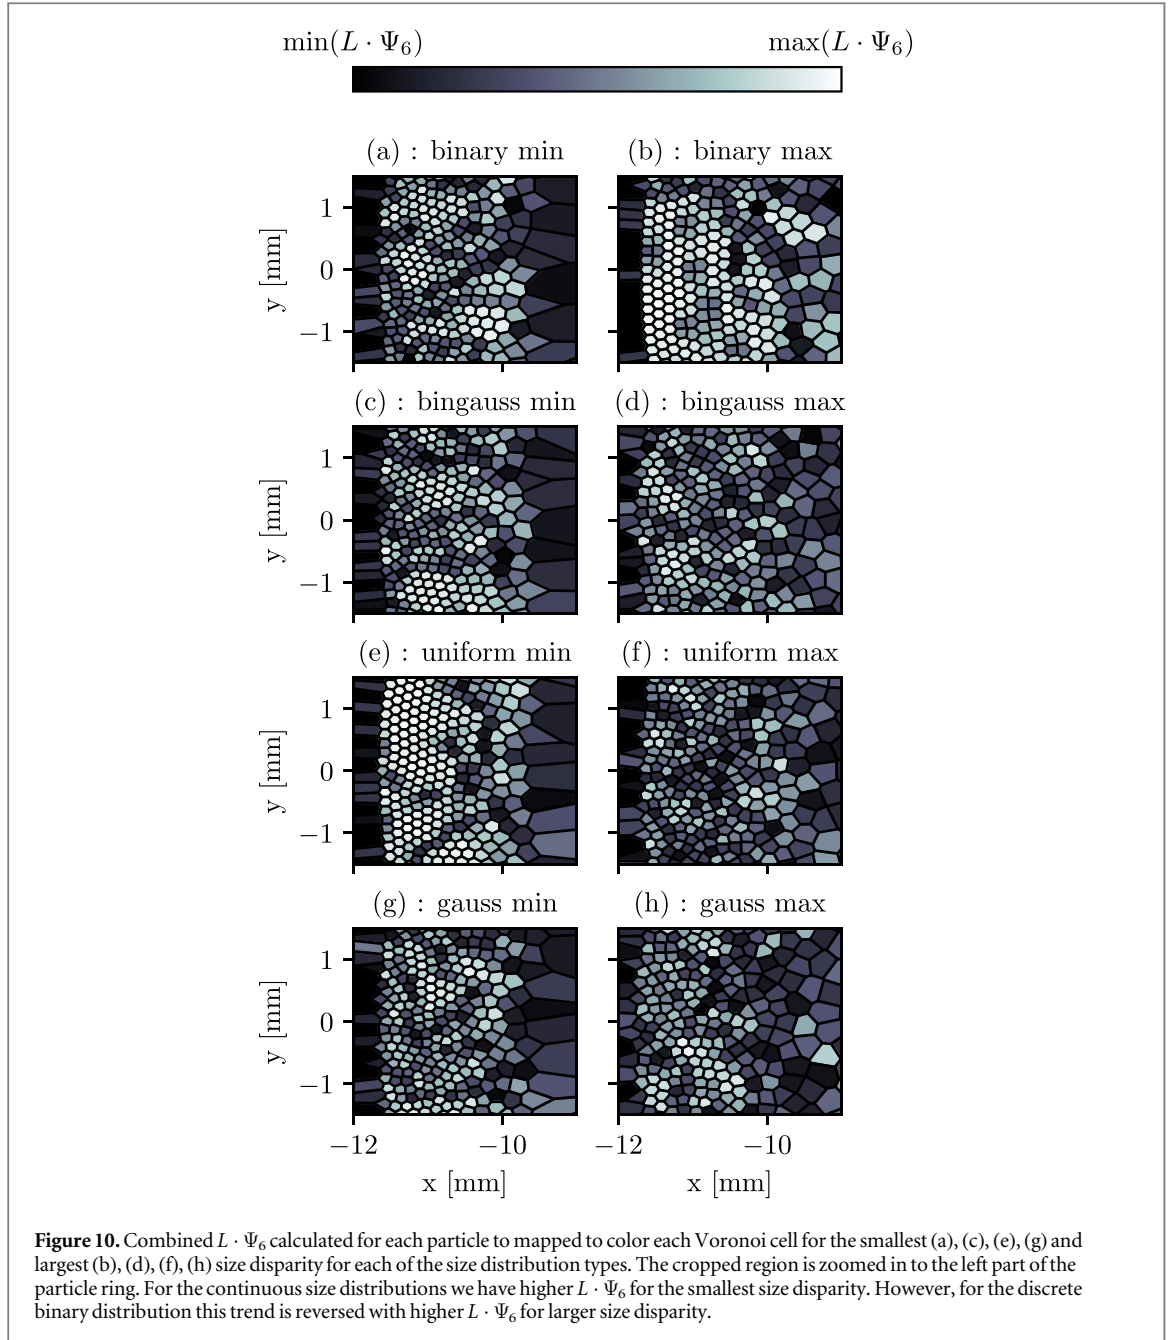 min(L · Ψ₆) max(L · Ψ₆)
(a) : binary min (b) : binary max
y [mm]
1
0
−1
(c) : bingauss min (d) : bingauss max
y [mm]
1
0
−1
(e) : uniform min (f) : uniform max
y [mm]
1
0
−1
(g) : gauss min (h) : gauss max
y [mm]
1
0
−1
−12 −10 −12 −10
x [mm] x [mm]
Figure 10. Combined L · Ψ₆ calculated for each particle to mapped to color each Voronoi cell for the smallest (a), (c), (e), (g) and
largest (b), (d), (f), (h) size disparity for each of the size distribution types. The cropped region is zoomed in to the left part of the
particle ring. For the continuous size distributions we have higher L · Ψ₆ for the smallest size disparity. However, for the discrete
binary distribution this trend is reversed with higher L · Ψ₆ for larger size disparity.